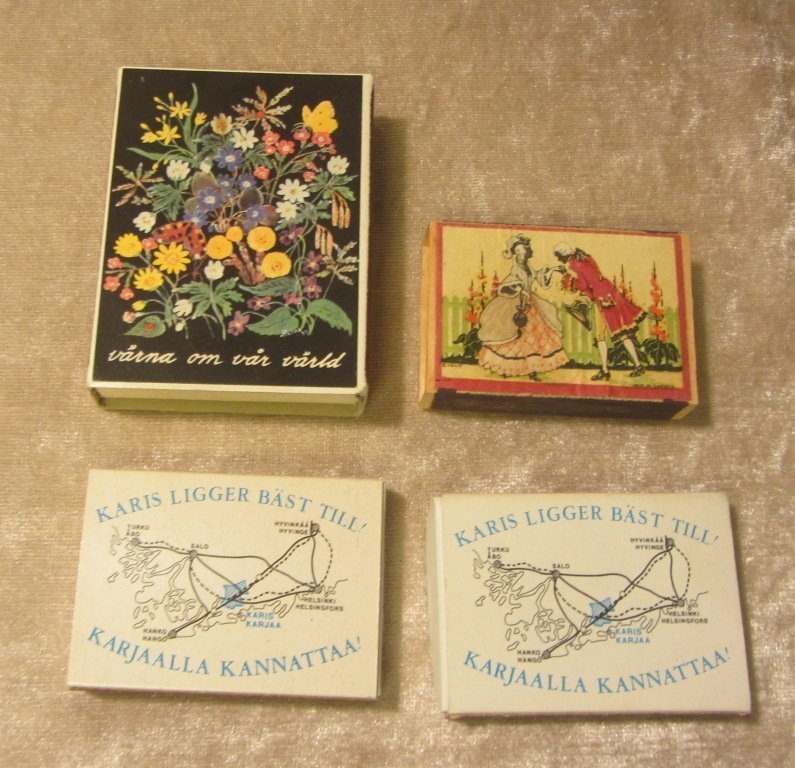 värna om vår värld
KARIS LIGGER BÄST TILL!
TURKU
ÅBO
SALO
HYVINKÄÄ
HYVINGE
HELSINKI
HELSINGFORS
KARIS
KARJAA
HANKO
HANGÖ
KARJAALLA KANNATTAA!
KARIS LIGGER BÄST TILL!
TURKU
ÅBO
SALO
HYVINKÄÄ
HYVINGE
HELSINKI
HELSINGFORS
KARIS
KARJAA
HANKO
HANGÖ
KARJAALLA KANNATTAA!